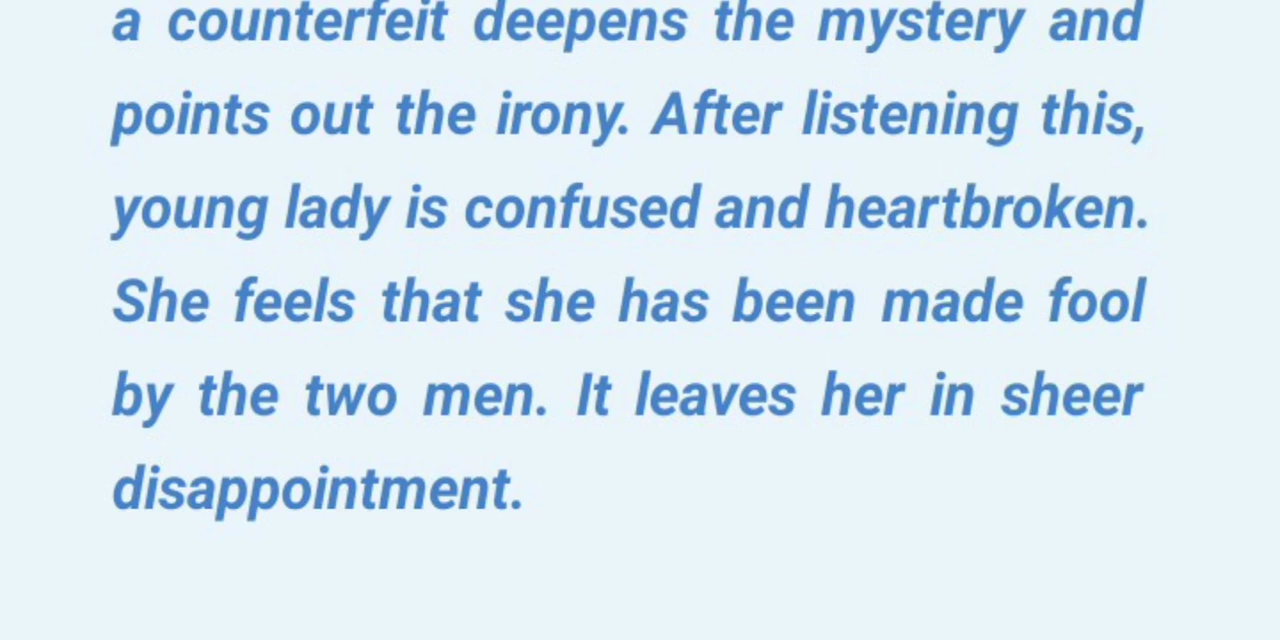 a counterfeit deepens the mystery and
points out the irony. After listening this,
young lady is confused and heartbroken.
She feels that she has been made fool
by the two men. It leaves her in sheer
disappointment.